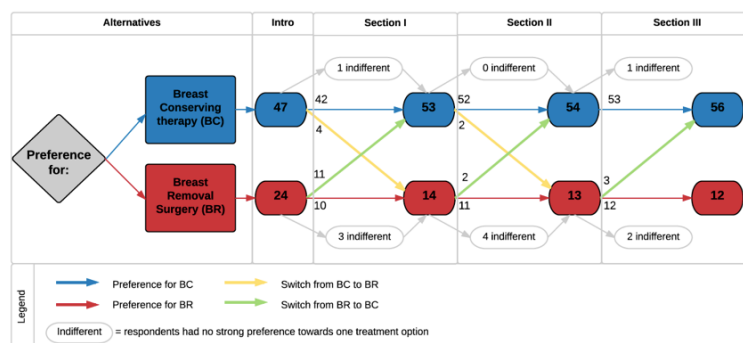 Alternatives Intro Section I Section II Section III
1 indifferent 0 indifferent 1 indifferent
Breast
Conserving
therapy (BC)
47 42 53 52 54 53 56
4 2
Preference
for:
11 2 3
Breast
Removal
Surgery (BR)
24 10 14 11 13 12 12
3 indifferent 4 indifferent 2 indifferent
Legend
Preference for BC Switch from BC to BR
Preference for BR Switch from BR to BC
Indifferent = respondents had no strong preference towards one treatment option